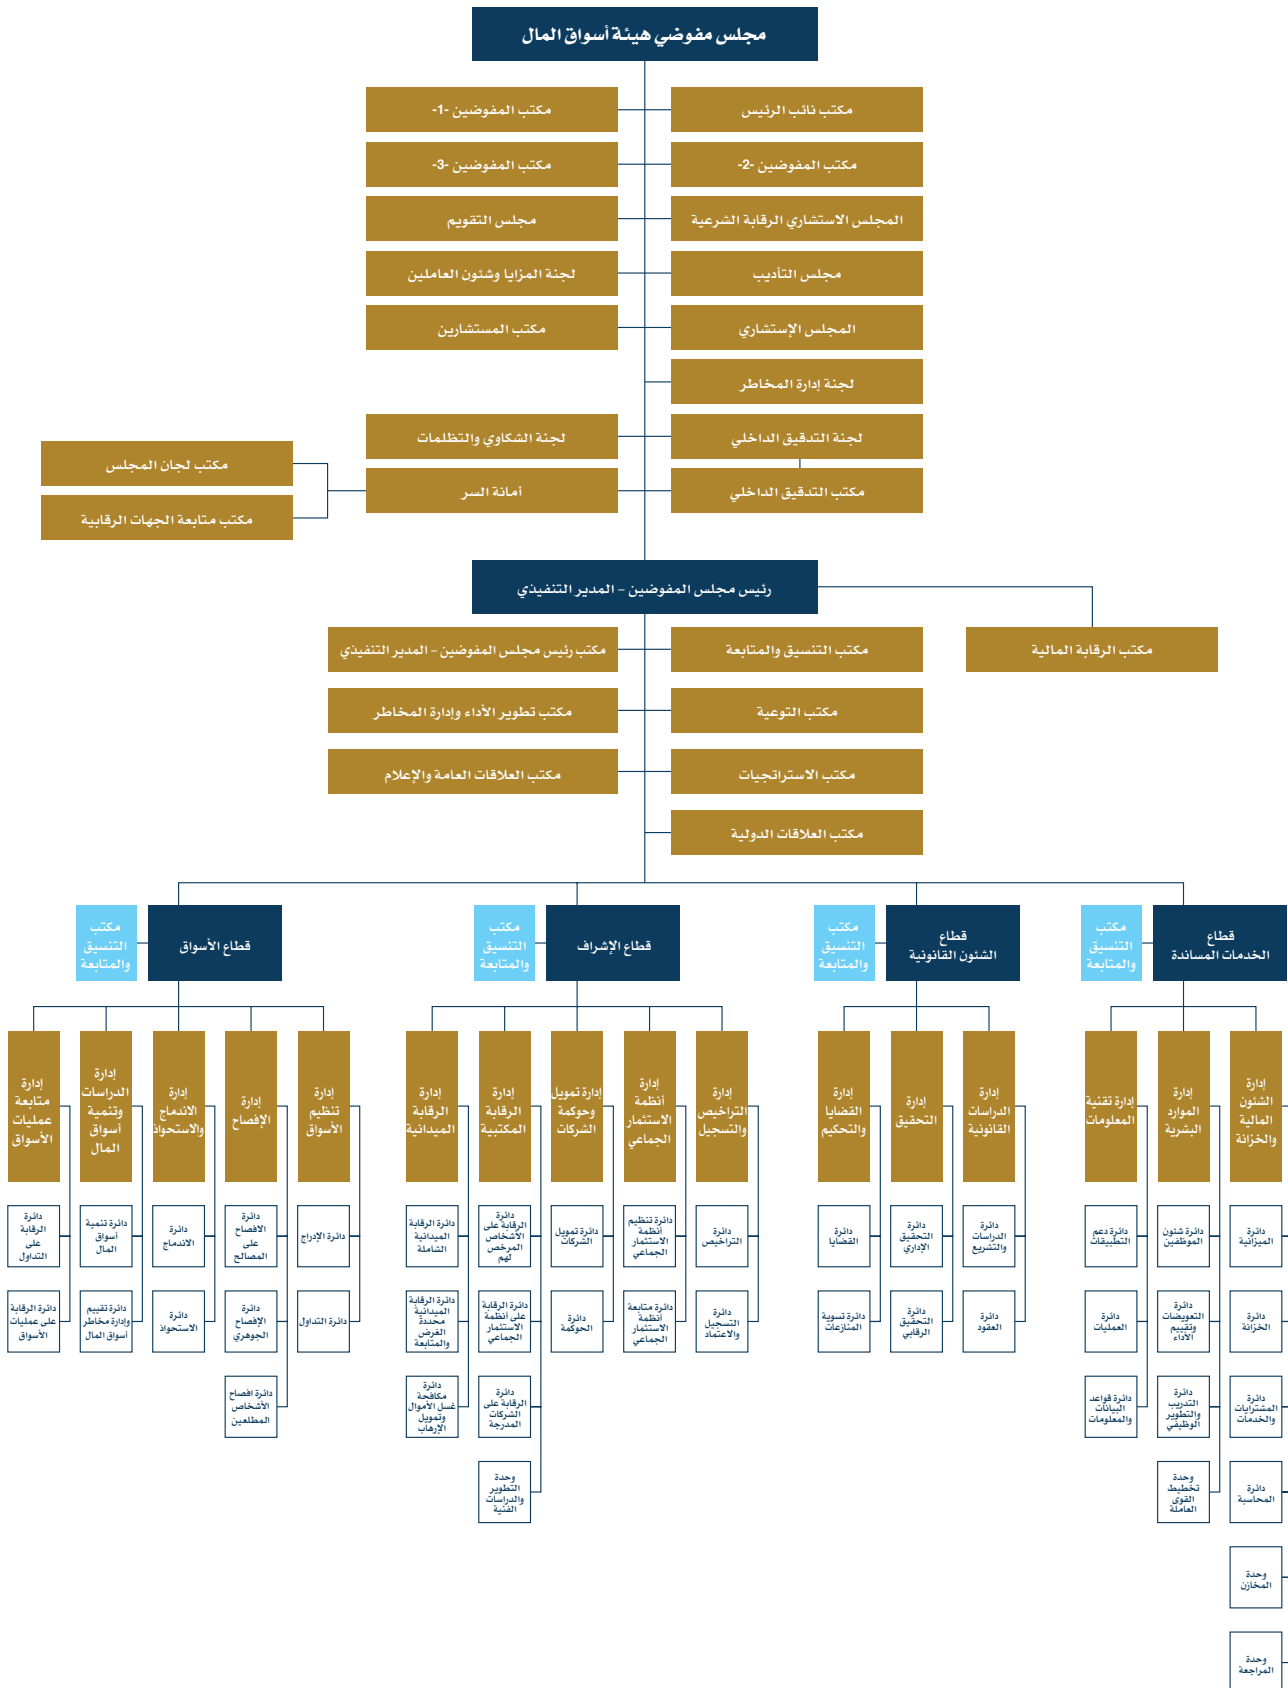 مجلس مفوضي هيئة أسواق المال
مكتب نائب الرئيس
مكتب المفوضين -1-
مكتب المفوضين -2-
مكتب المفوضين -3-
المجلس الاستشاري الرقابة الشرعية
مجلس التقويم
مجلس التأديب
لجنة المزايا وشئون العاملين
المجلس الإستشاري
مكتب المستشارين
لجنة إدارة المخاطر
لجنة التدقيق الداخلي
لجنة الشكاوي والتظلمات
مكتب التدقيق الداخلي
أمانة السر
مكتب لجان المجلس
مكتب متابعة الجهات الرقابية
رئيس مجلس المفوضين - المدير التنفيذي
مكتب الرقابة المالية
مكتب التنسيق والمتابعة
مكتب رئيس مجلس المفوضين - المدير التنفيذي
مكتب التوعية
مكتب تطوير الأداء وإدارة المخاطر
مكتب الاستراتجيات
مكتب العلاقات العامة والإعلام
مكتب العلاقات الدولية
قطاع
الخدمات المساندة
مكتب
التنسيق
والمتابعة
قطاع
الشئون القانونية
مكتب
التنسيق
والمتابعة
قطاع الإشراف
مكتب
التنسيق
والمتابعة
قطاع الأسواق
مكتب
التنسيق
والمتابعة
إدارة
الشئون
المالية
والخزانة
إدارة
الموارد
البشرية
إدارة تقنية
المعلومات
إدارة
الدراسات
القانونية
إدارة
التحقيق
إدارة
القضايا
والتحكيم
إدارة
التراخيص
والتسجيل
إدارة
أنظمة
الاستثمار
الجماعي
إدارة تمويل
وحوكمة
الشركات
إدارة
الرقابة
المكتبية
إدارة
الرقابة
الميدانية
إدارة
تنظيم
الأسواق
إدارة
الإفصاح
إدارة
الاندماج
والاستحواذ
إدارة
الدراسات
وتنمية
أسواق
المال
إدارة
متابعة
عمليات
الأسواق
دائرة
الميزانية
دائرة شئون
الموظفين
دائرة دعم
التطبيقات
دائرة
الدراسات
والتشريع
دائرة
التحقيق
الإداري
دائرة
القضايا
دائرة
التراخيص
دائرة تنظيم
أنظمة
الاستثمار
الجماعي
دائرة تمويل
الشركات
دائرة
الرقابة على
الأشخاص
المرخص
لهم
دائرة الرقابة
الميدانية
الشاملة
دائرة الإدراج
دائرة
الافصاح
على
المصالح
دائرة
الاندماج
دائرة تنمية
أسواق
المال
دائرة
الرقابة
على
التداول
دائرة
الخزانة
دائرة
التعويضات
وتقييم
الأداء
دائرة
العمليات
دائرة
العقود
دائرة
التحقيق
الرقابي
دائرة تسوية
المنازعات
دائرة
التسجيل
والاعتماد
دائرة متابعة
أنظمة
الاستثمار
الجماعي
دائرة
الحوكمة
دائرة الرقابة
على أنظمة
الاستثمار
الجماعي
دائرة الرقابة
الميدانية
محددة
الغرض
والمتابعة
دائرة التداول
دائرة
الإفصاح
الجوهري
دائرة
الاستحواذ
دائرة تقييم
وإدارة مخاطر
أسواق المال
دائرة الرقابة
على عمليات
الأسواق
دائرة
المشترايات
والخدمات
دائرة
التدريب
والتطوير
الوظيفي
دائرة قواعد
البيانات
والمعلومات
دائرة
الرقابة على
الشركات
المدرجة
دائرة
مكافحة
غسل الأموال
وتمويل
الإرهاب
دائرة افصاح
الأشخاص
المطلعين
دائرة
المحاسبة
وحدة
تخطيط
القوى
العاملة
وحدة
التطوير
والدراسات
الفنية
وحدة
المخازن
وحدة
المراجعة